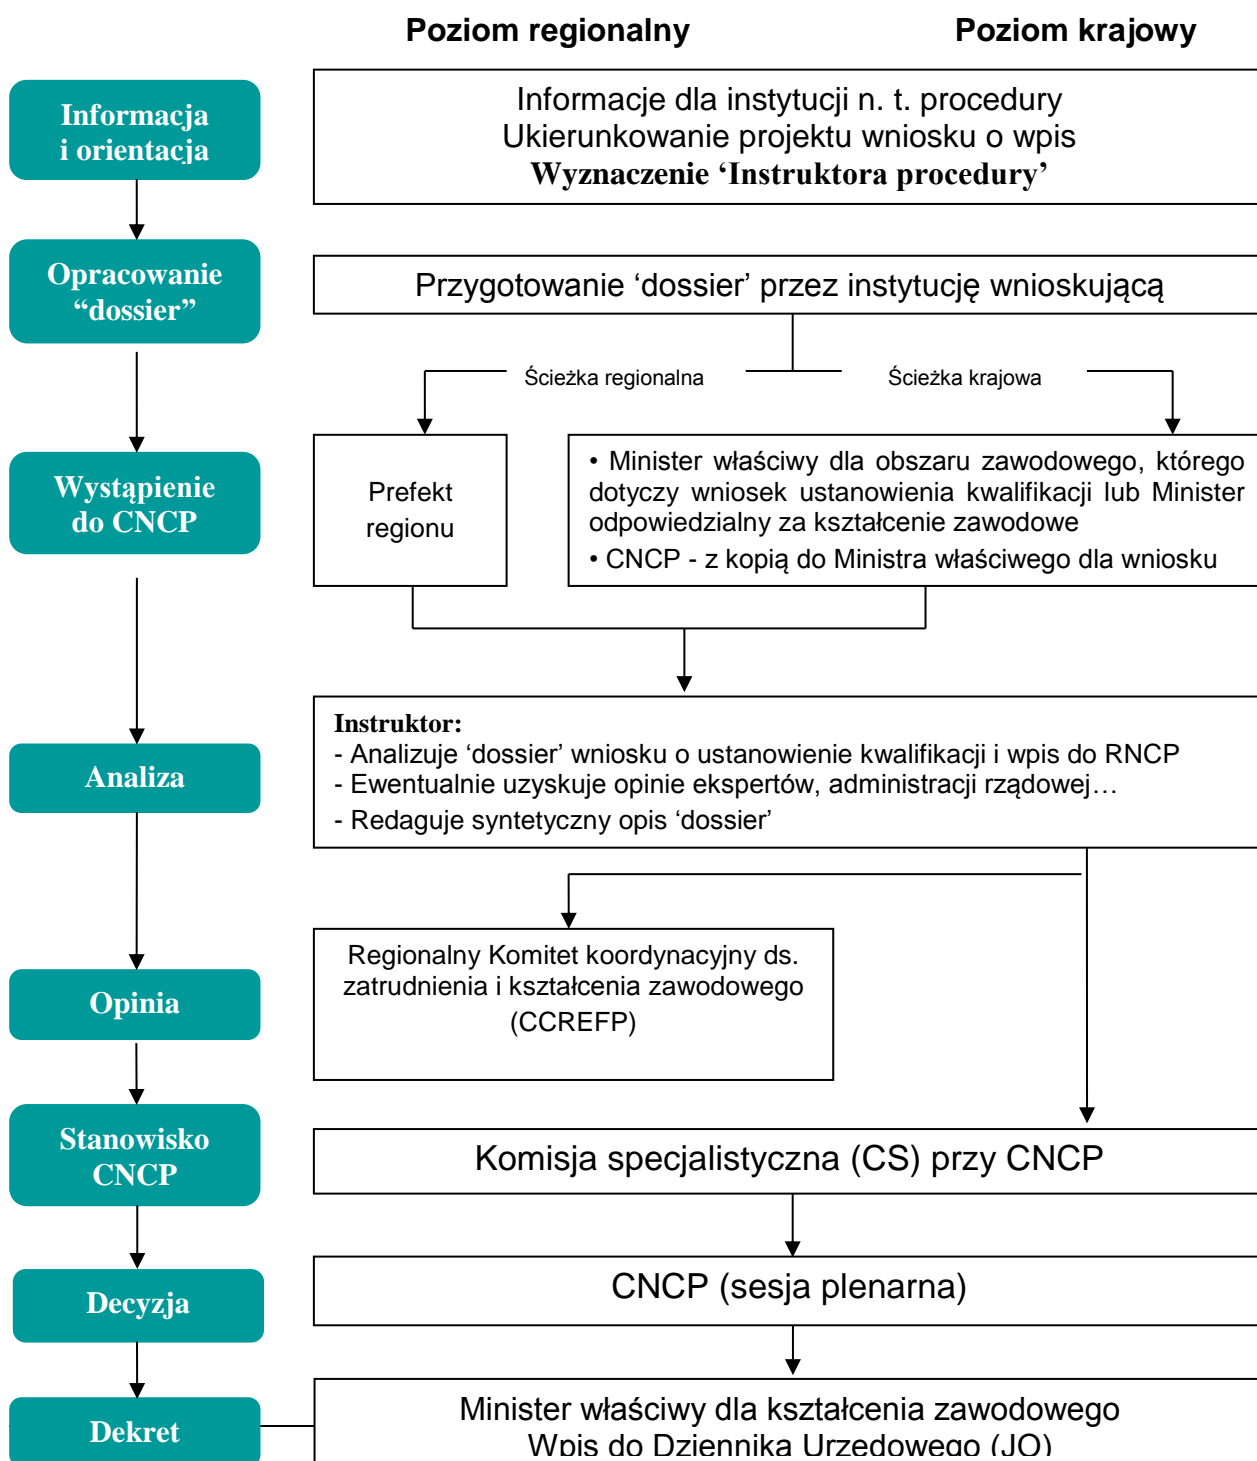 Poziom regionalny
Poziom krajowy
Informacja
i orientacja
Informacje dla instytucji n. t. procedury
Ukierunkowanie projektu wniosku o wpis
Wyznaczenie ‘Instruktora procedury’
Opracowanie
“dossier”
Przygotowanie ‘dossier’ przez instytucję wnioskującą
Ścieżka regionalna
Ścieżka krajowa
Wystąpienie
do CNCP
Prefekt
regionu
• Minister właściwy dla obszaru zawodowego, którego
dotyczy wniosek ustanowienia kwalifikacji lub Minister
odpowiedzialny za kształcenie zawodowe
• CNCP - z kopią do Ministra właściwego dla wniosku
Analiza
Instruktor:
- Analizuje ‘dossier’ wniosku o ustanowienie kwalifikacji i wpis do RNCP
- Ewentualnie uzyskuje opinie ekspertów, administracji rządowej…
- Redaguje syntetyczny opis ‘dossier’
Opinia
Regionalny Komitet koordynacyjny ds.
zatrudnienia i kształcenia zawodowego
(CCREFP)
Stanowisko
CNCP
Komisja specjalistyczna (CS) przy CNCP
Decyzja
CNCP (sesja plenarna)
Dekret
Minister właściwy dla kształcenia zawodowego
Wpis do Dziennika Urzędowego (JO)